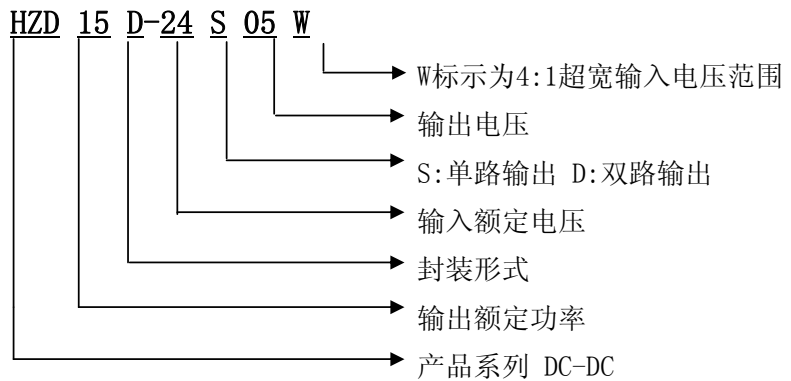 HZD 15 D-24 S 05 W
W标示为4:1超宽输入电压范围
输出电压
S:单路输出 D:双路输出
输入额定电压
封装形式
输出额定功率
产品系列 DC-DC